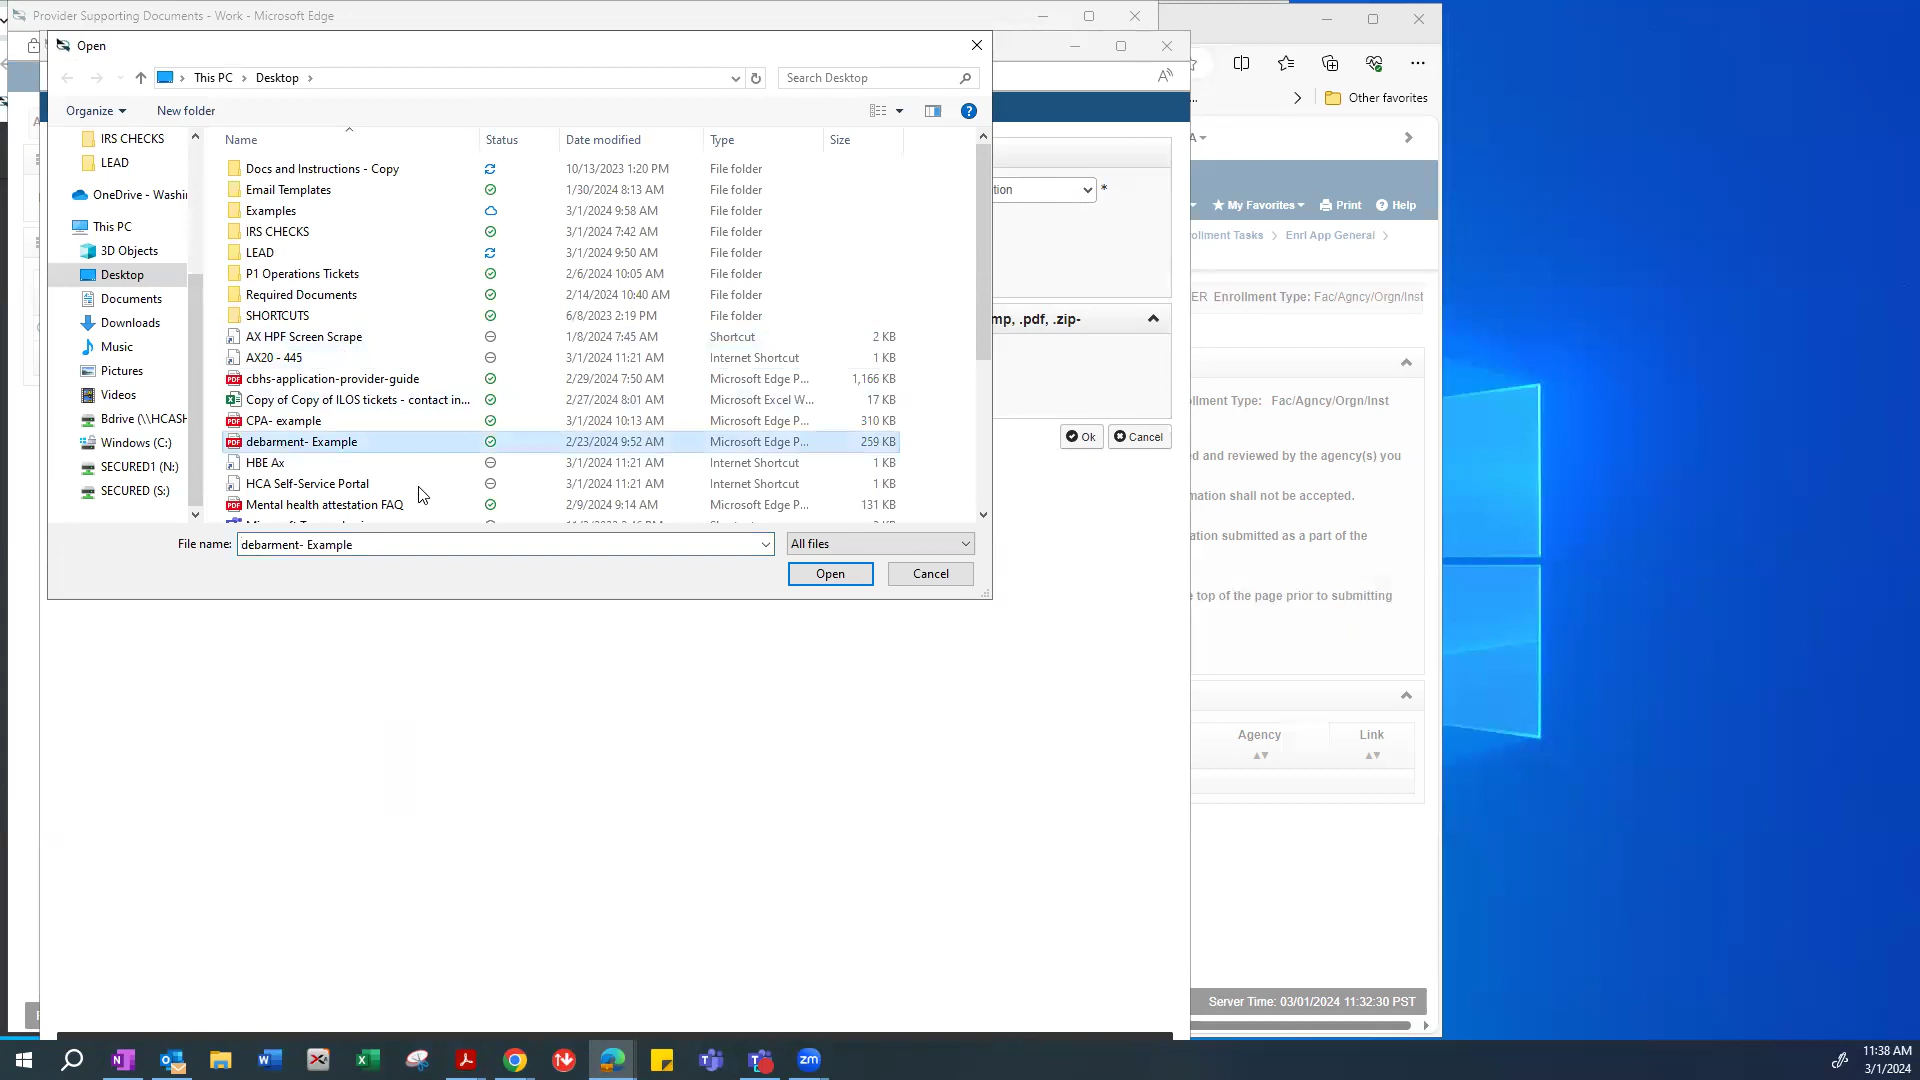 Provider Supporting Documents - Work - Microsoft Edge
Open
This PC > Desktop >
Search Desktop
Organize
New folder
Other favorites
IRS CHECKS
LEAD
OneDrive - Washi
This PC
3D Objects
Desktop
Documents
Downloads
Music
Pictures
Videos
Bdrive (\\HCASH
Windows (C:)
SECURED1 (N:)
SECURED (S:)
Name Status Date modified Type Size
Docs and Instructions - Copy 10/13/2023 1:20 PM File folder
Email Templates 1/30/2024 8:13 AM File folder
Examples 3/1/2024 9:58 AM File folder
IRS CHECKS 3/1/2024 7:42 AM File folder
LEAD 3/1/2024 9:50 AM File folder
P1 Operations Tickets 2/6/2024 10:05 AM File folder
Required Documents 2/14/2024 10:40 AM File folder
SHORTCUTS 6/8/2023 2:19 PM File folder
AX HPF Screen Scrape 1/8/2024 7:45 AM Shortcut 2 KB
AX20 - 445 3/1/2024 11:21 AM Internet Shortcut 1 KB
cbhs-application-provider-guide 2/29/2024 7:50 AM Microsoft Edge P... 1,166 KB
Copy of Copy of ILOS tickets - contact in... 2/27/2024 8:01 AM Microsoft Excel W... 17 KB
CPA- example 3/1/2024 10:13 AM Microsoft Edge P... 310 KB
debarment- Example 2/23/2024 9:52 AM Microsoft Edge P... 259 KB
HBE Ax 3/1/2024 11:21 AM Internet Shortcut 1 KB
HCA Self-Service Portal 3/1/2024 11:21 AM Internet Shortcut 1 KB
Mental health attestation FAQ 2/9/2024 9:14 AM Microsoft Edge P... 131 KB
File name: debarment- Example
All files
Open Cancel
tion *
mp, .pdf, .zip-
Ok Cancel
A
My Favorites Print Help
ollment Tasks > Enrl App General >
ER Enrollment Type: Fac/Agncy/Orgn/Inst
llment Type: Fac/Agncy/Orgn/Inst
ed and reviewed by the agency(s) you
mation shall not be accepted.
ation submitted as a part of the
e top of the page prior to submitting
Agency Link
Server Time: 03/01/2024 11:32:30 PST
zm
11:38 AM
3/1/2024